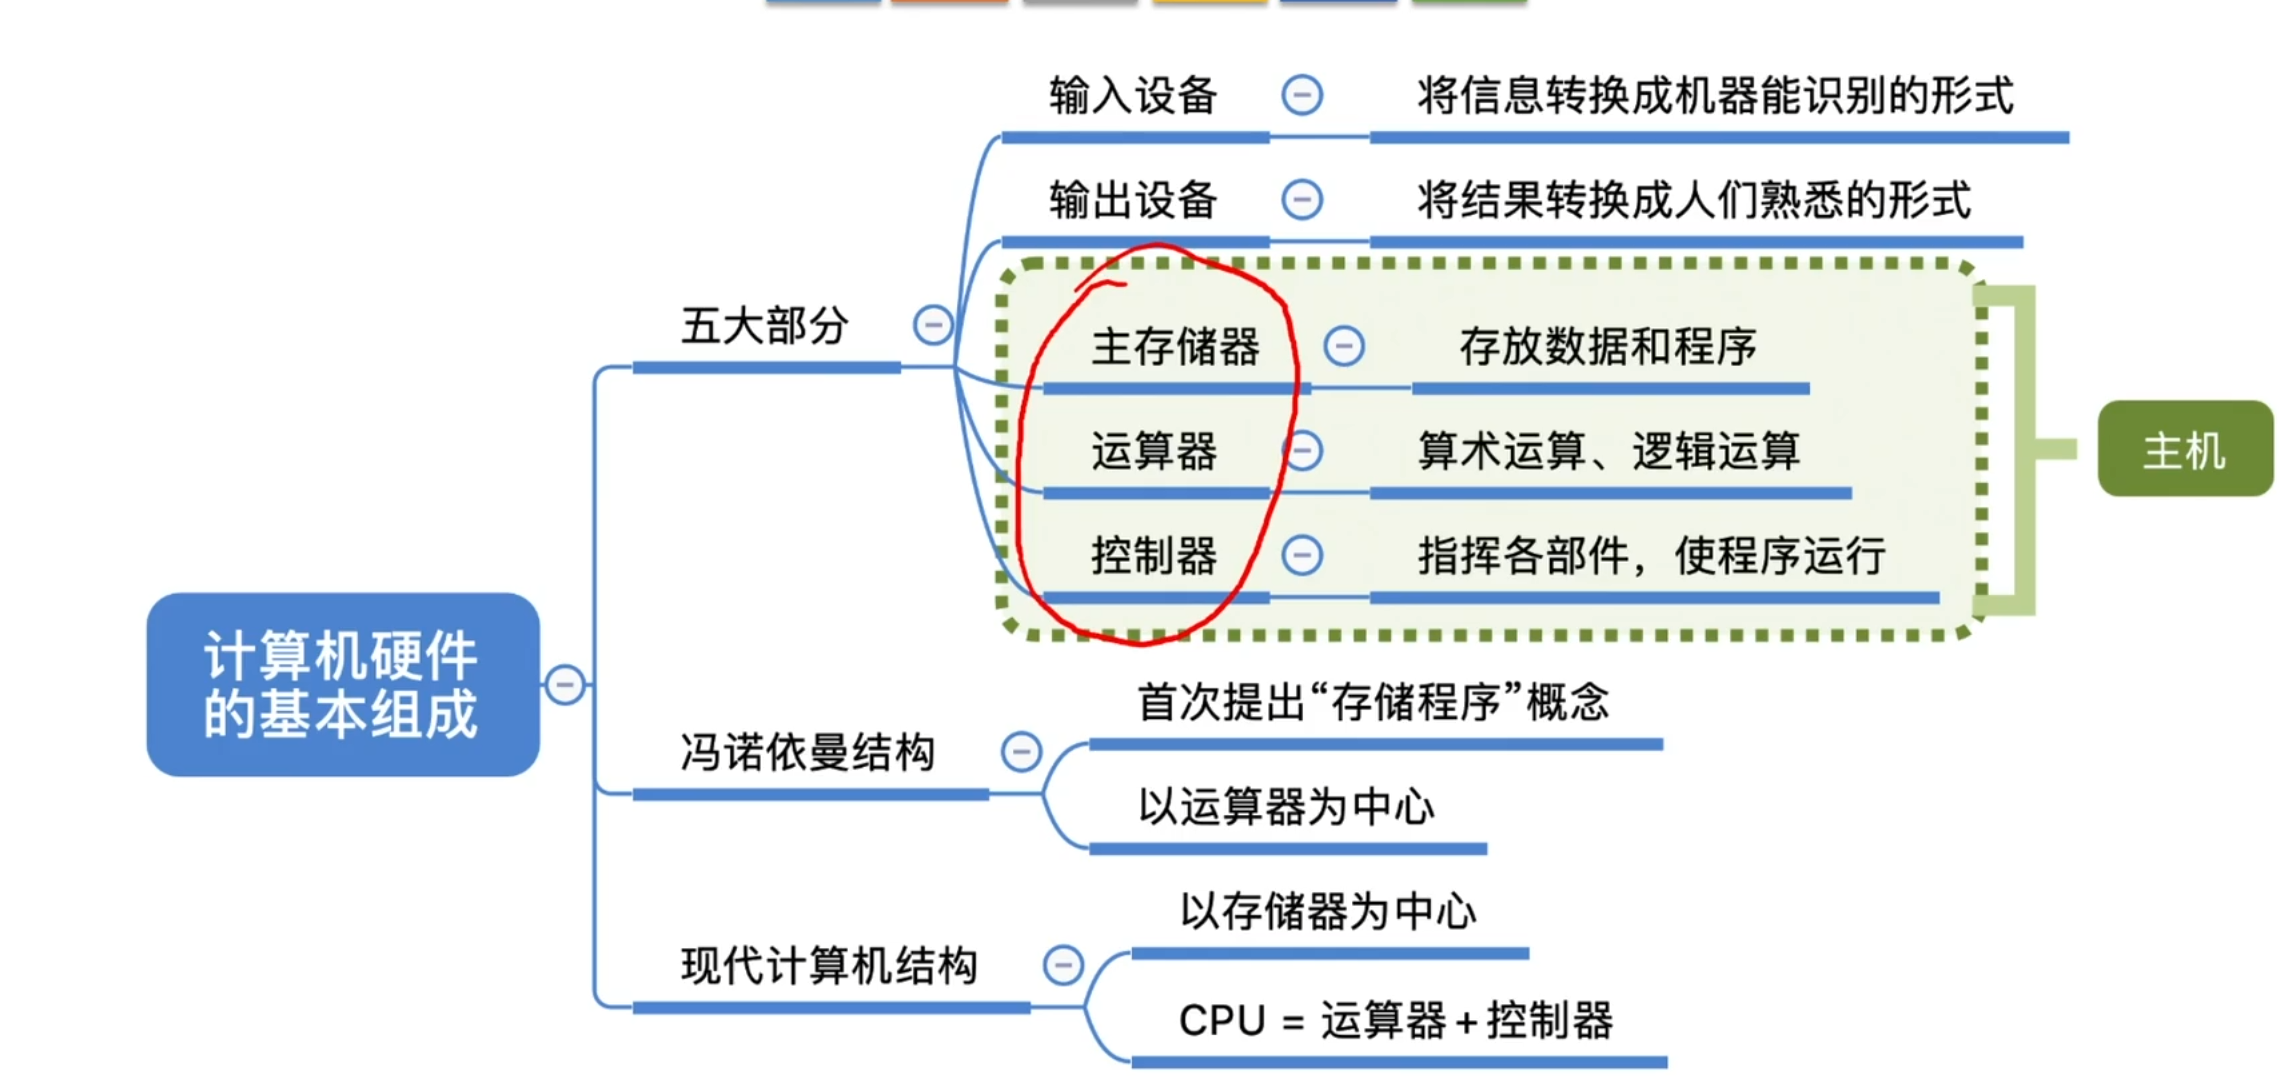 输入设备
将信息转换成机器能识别的形式
输出设备
将结果转换成人们熟悉的形式
五大部分
主存储器
存放数据和程序
运算器
算术运算、逻辑运算
主机
控制器
指挥各部件，使程序运行
计算机硬件
的基本组成
首次提出“存储程序”概念
冯诺依曼结构
以运算器为中心
以存储器为中心
现代计算机结构
CPU = 运算器+控制器